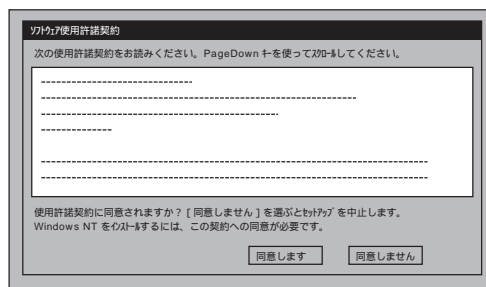 ｿﾌﾄｳｪｱ使用許諾契約
次の使用許諾契約をお読みください。PageDown ｷｰを使ってｽｸﾛｰﾙしてください。
使用許諾契約に同意されますか？ [ 同意しません ] を選ぶとｾｯﾄｱｯﾌﾟを中止します。
Windows NT をｲﾝｽﾄｰﾙするには、この契約への同意が必要です。
同意します 同意しません